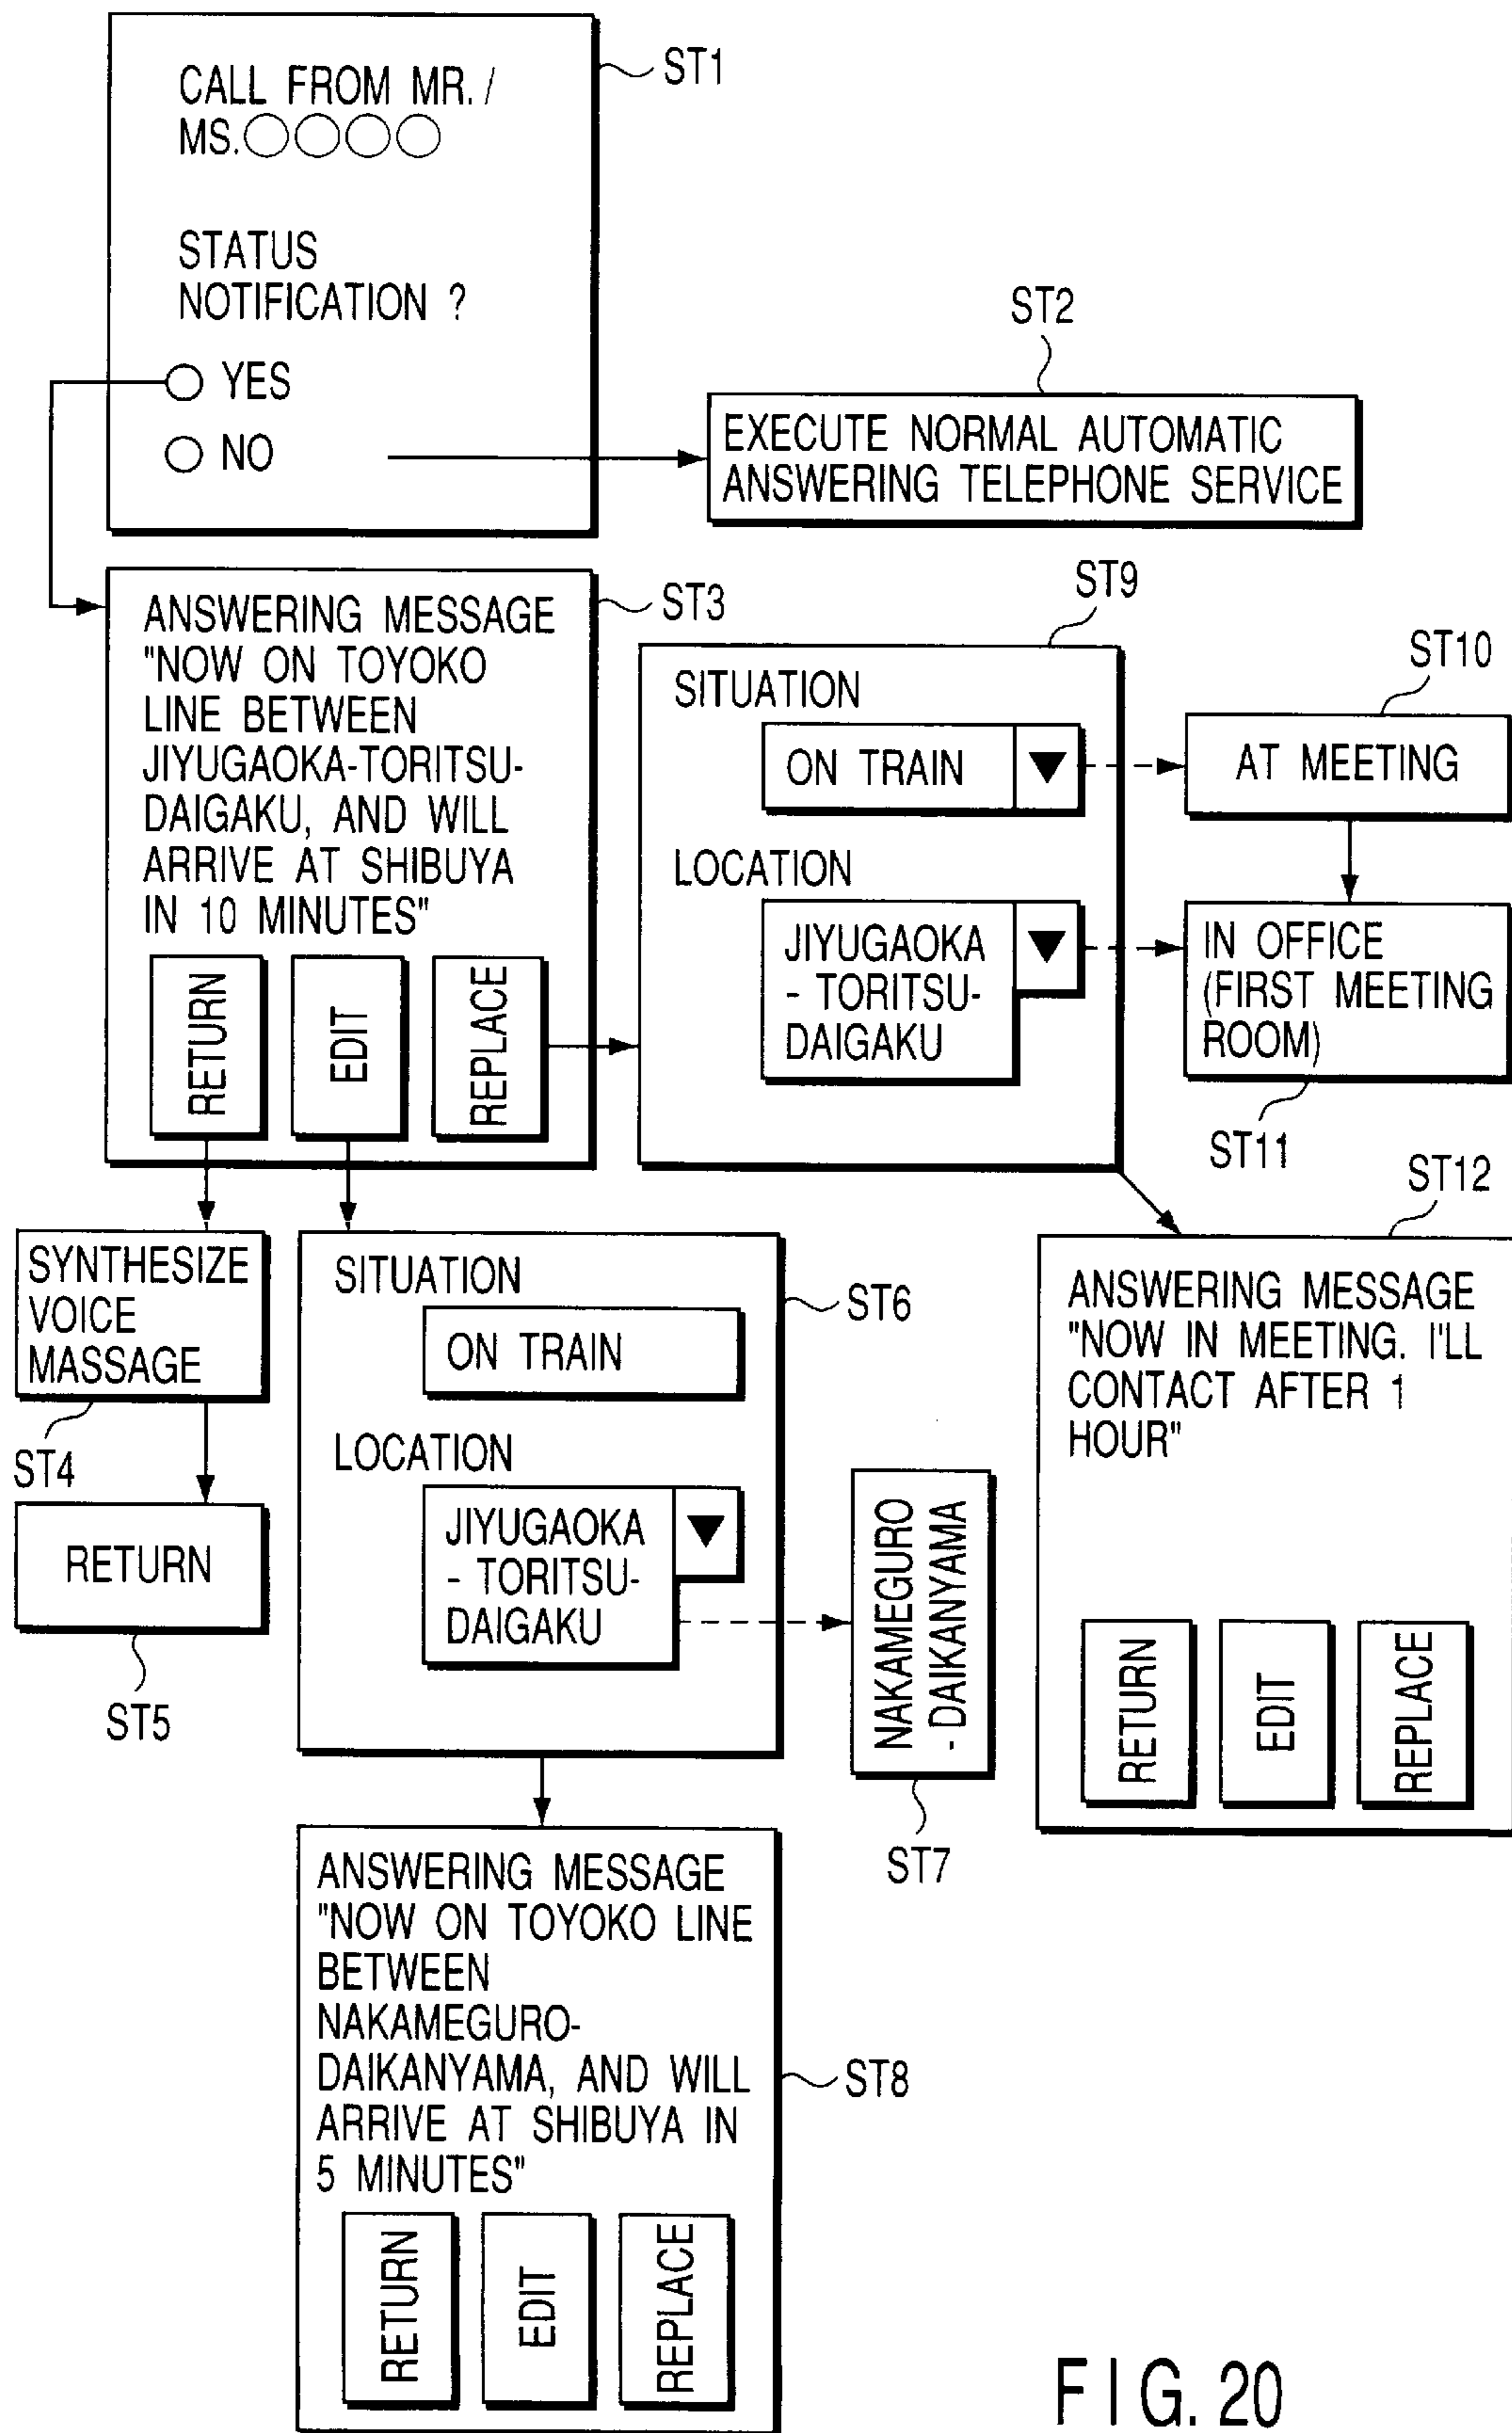 CALL FROM MR. /
MS.○○○○
STATUS
NOTIFICATION ?
○ YES
○ NO
ST1
ST2
EXECUTE NORMAL AUTOMATIC
ANSWERING TELEPHONE SERVICE
ANSWERING MESSAGE
"NOW ON TOYOKO
LINE BETWEEN
JIYUGAOKA-TORITSU-
DAIGAKU, AND WILL
ARRIVE AT SHIBUYA
IN 10 MINUTES"
RETURN
EDIT
REPLACE
ST3
ST9
SITUATION
ON TRAIN ▼
LOCATION
JIYUGAOKA ▼
- TORITSU-
DAIGAKU
ST10
AT MEETING
IN OFFICE
(FIRST MEETING
ROOM)
ST11
SYNTHESIZE
VOICE
MASSAGE
ST4
RETURN
ST5
SITUATION
ON TRAIN
LOCATION
JIYUGAOKA ▼
- TORITSU-
DAIGAKU
ST6
NAKAMEGURO
- DAIKANYAMA
ST7
ST12
ANSWERING MESSAGE
"NOW IN MEETING. I'LL
CONTACT AFTER 1
HOUR"
RETURN
EDIT
REPLACE
ANSWERING MESSAGE
"NOW ON TOYOKO LINE
BETWEEN
NAKAMEGURO-
DAIKANYAMA, AND WILL
ARRIVE AT SHIBUYA IN
5 MINUTES"
RETURN
EDIT
REPLACE
ST8
FIG. 20